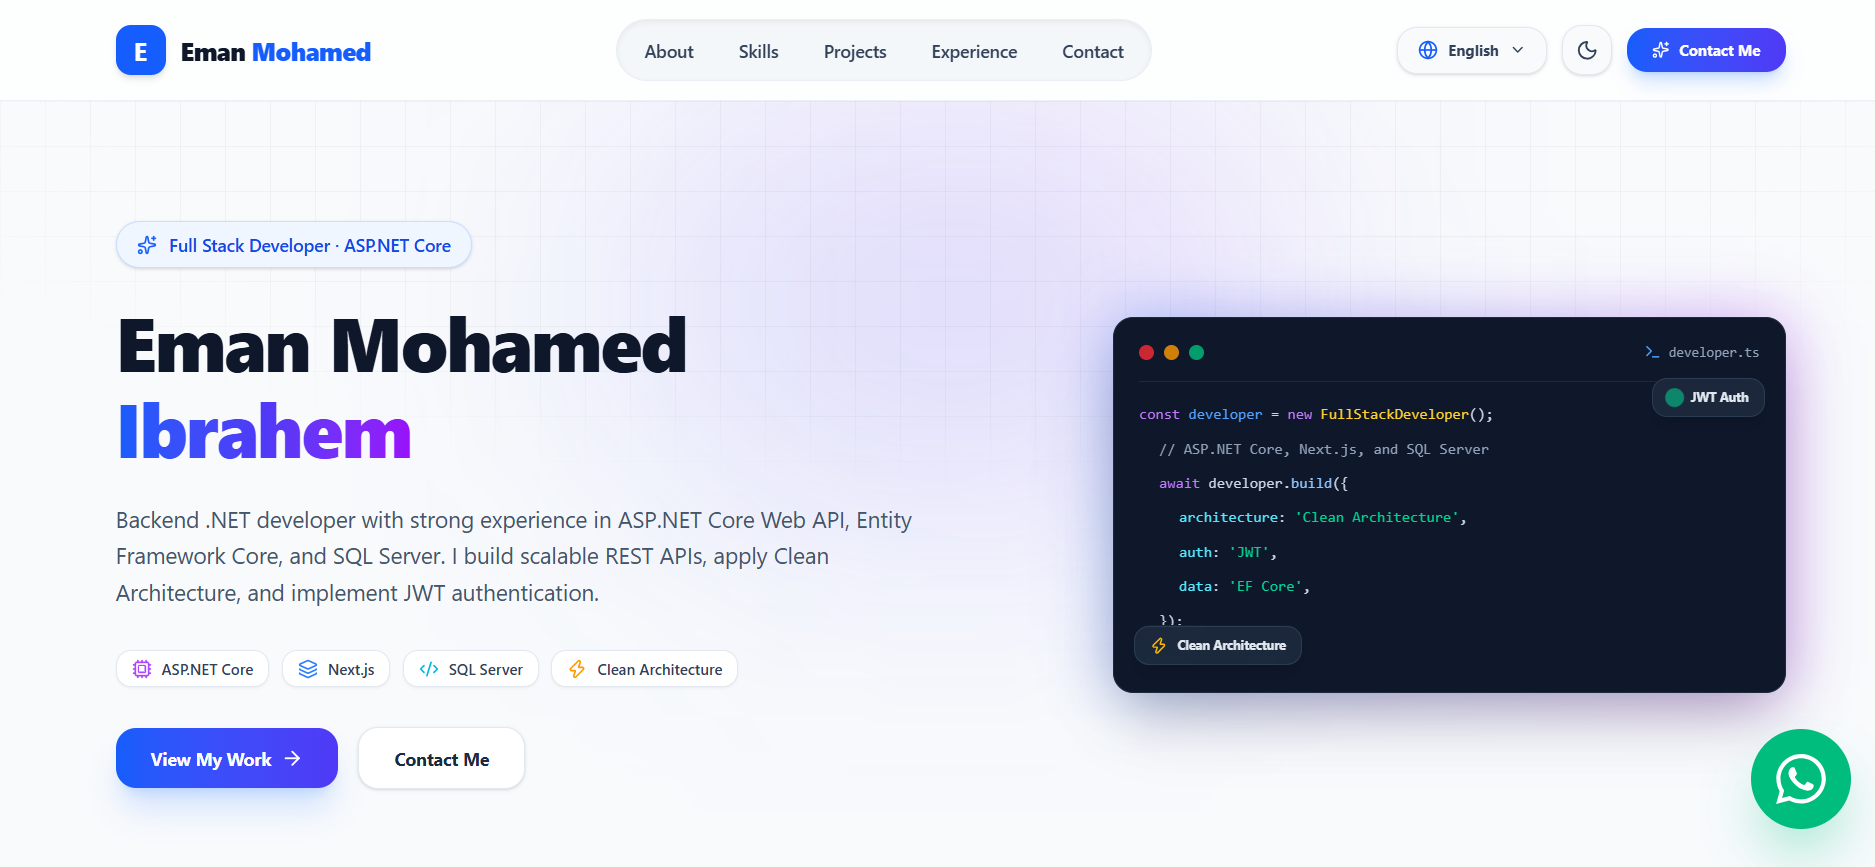 E
Eman Mohamed
About
Skills
Projects
Experience
Contact
English
Contact Me
Full Stack Developer · ASP.NET Core
Eman Mohamed
Ibrahem
Backend .NET developer with strong experience in ASP.NET Core Web API, Entity
Framework Core, and SQL Server. I build scalable REST APIs, apply Clean
Architecture, and implement JWT authentication.
ASP.NET Core
Next.js
SQL Server
Clean Architecture
View My Work
Contact Me
developer.ts
JWT Auth
const developer = new FullStackDeveloper();
// ASP.NET Core, Next.js, and SQL Server
await developer.build({
architecture: 'Clean Architecture',
auth: 'JWT',
data: 'EF Core',
});
Clean Architecture